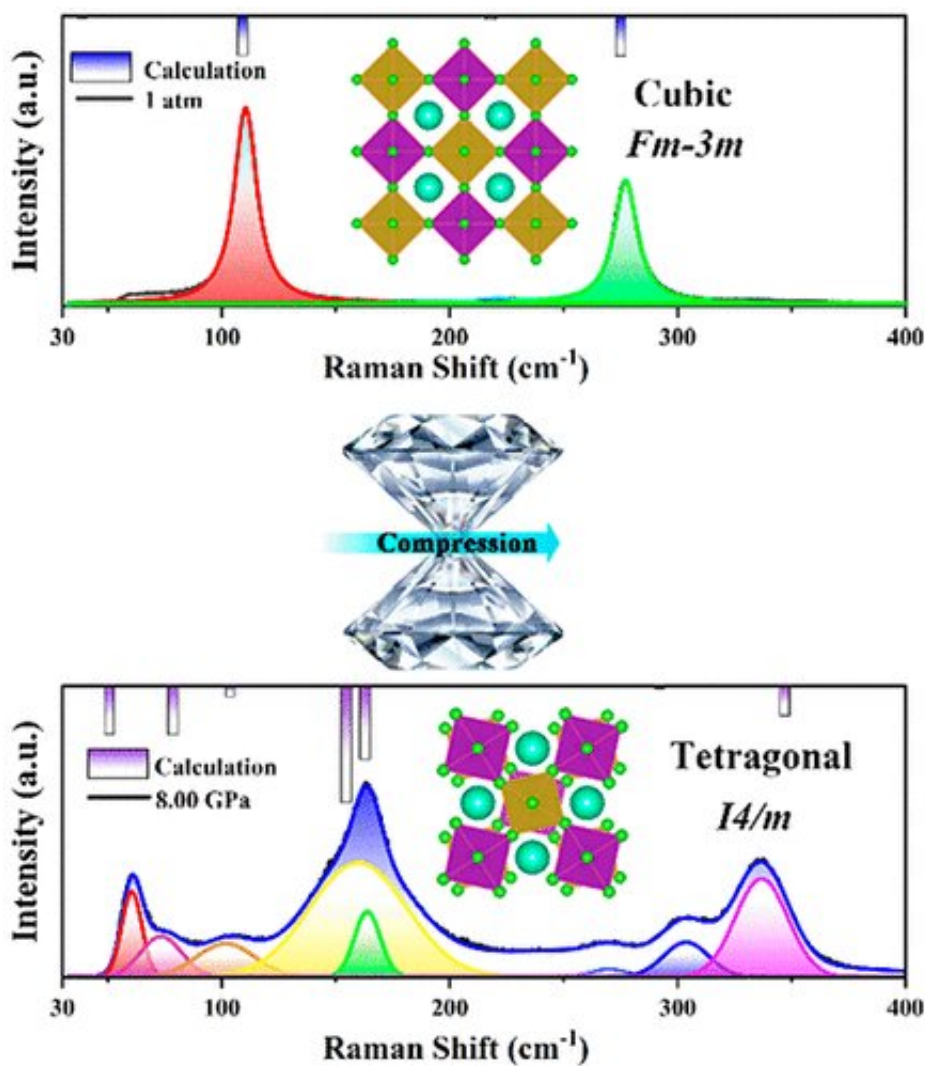 Intensity (a.u.)
Calculation
1 atm
Cubic
Fm-3m
30 100 200 300 400
Raman Shift (cm-1)
Compression
Intensity (a.u.)
Calculation
8.00 GPa
Tetragonal
I4/m
30 100 200 300 400
Raman Shift (cm-1)